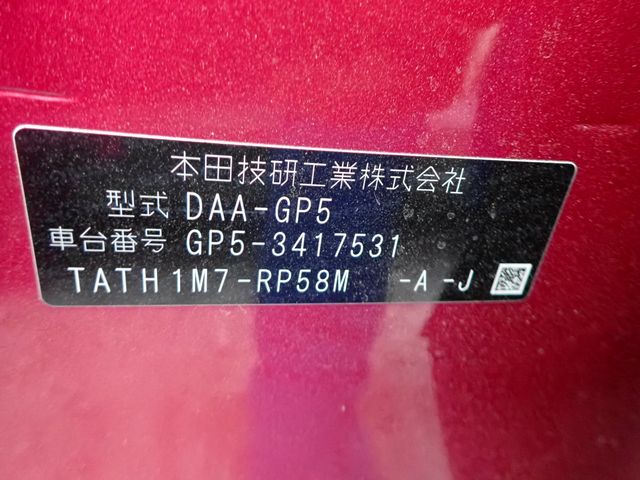 本田技研工業株式会社
型式 DAA-GP5
車台番号 GP5-3417531
TATH1M7-RP58M -A -J